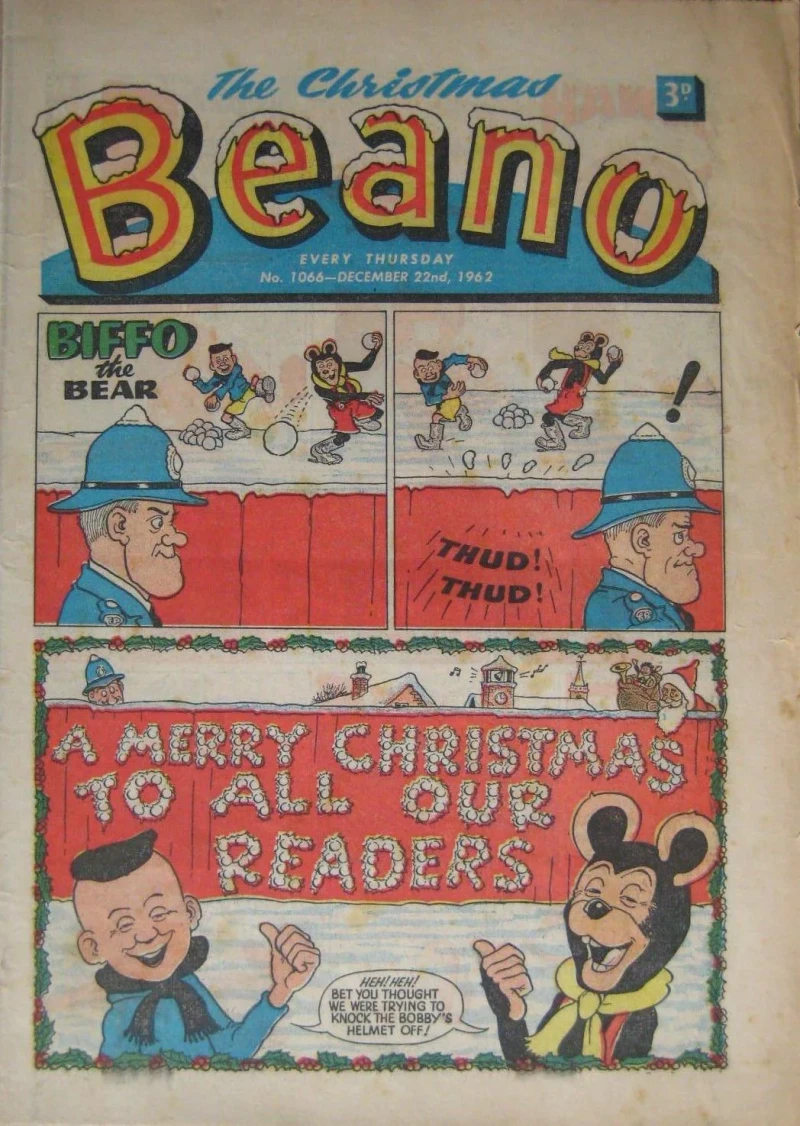 The Christmas
3D.
Beano
EVERY THURSDAY
No. 1066—DECEMBER 22nd, 1962
BIFFO
the
BEAR
!
THUD!
THUD!
A MERRY CHRISTMAS
TO ALL OUR
READERS
HEH! HEH!
BET YOU THOUGHT
WE WERE TRYING TO
KNOCK THE BOBBY'S
HELMET OFF!